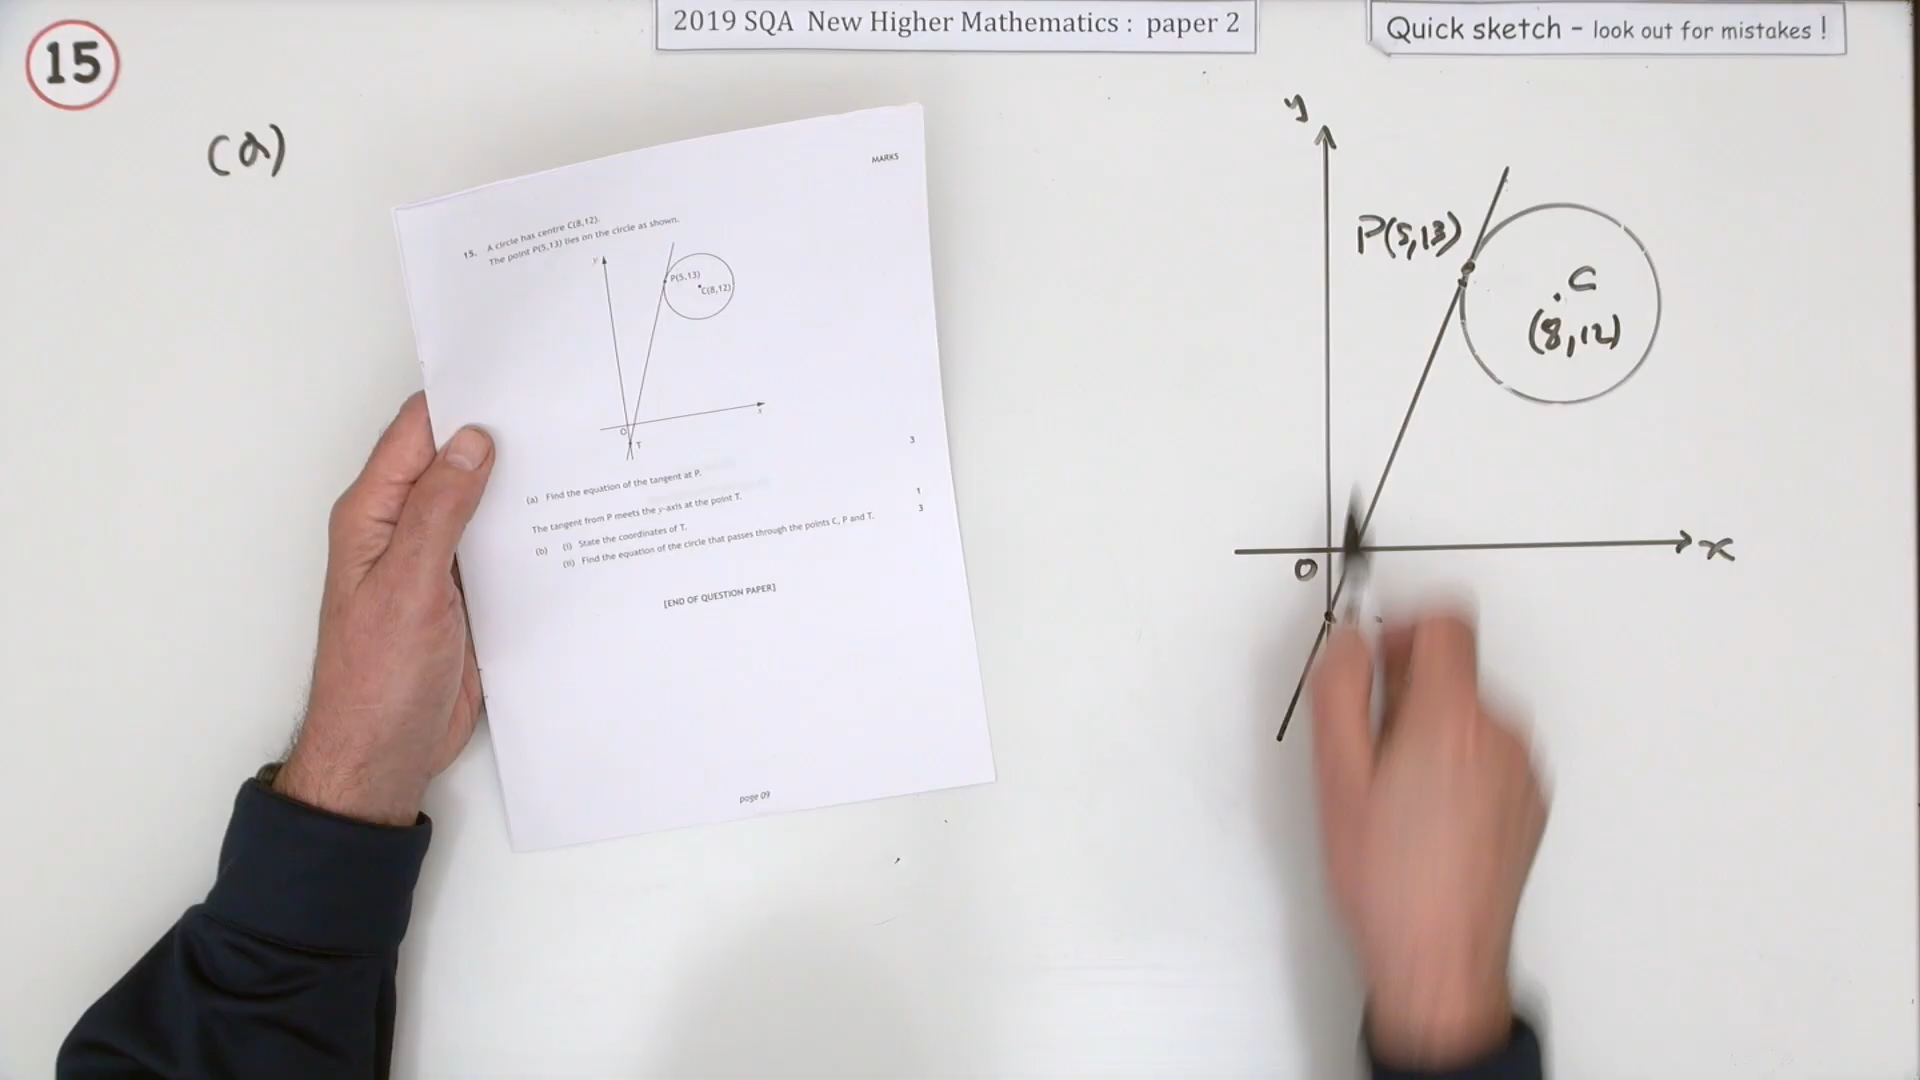 15
2019 SQA New Higher Mathematics : paper 2
Quick sketch – look out for mistakes !
(a)
MARKS
15. A circle has centre C(8,12).
The point P(5,13) lies on the circle as shown.
y
P(5,13)
C(8,12)
x
O
T
3
(a) Find the equation of the tangent at P.
The tangent from P meets the y-axis at the point T.
1
(b) (i) State the coordinates of T.
3
(ii) Find the equation of the circle that passes through the points C, P and T.
[END OF QUESTION PAPER]
page 09
y
P(5,13)
C
(8,12)
x
O